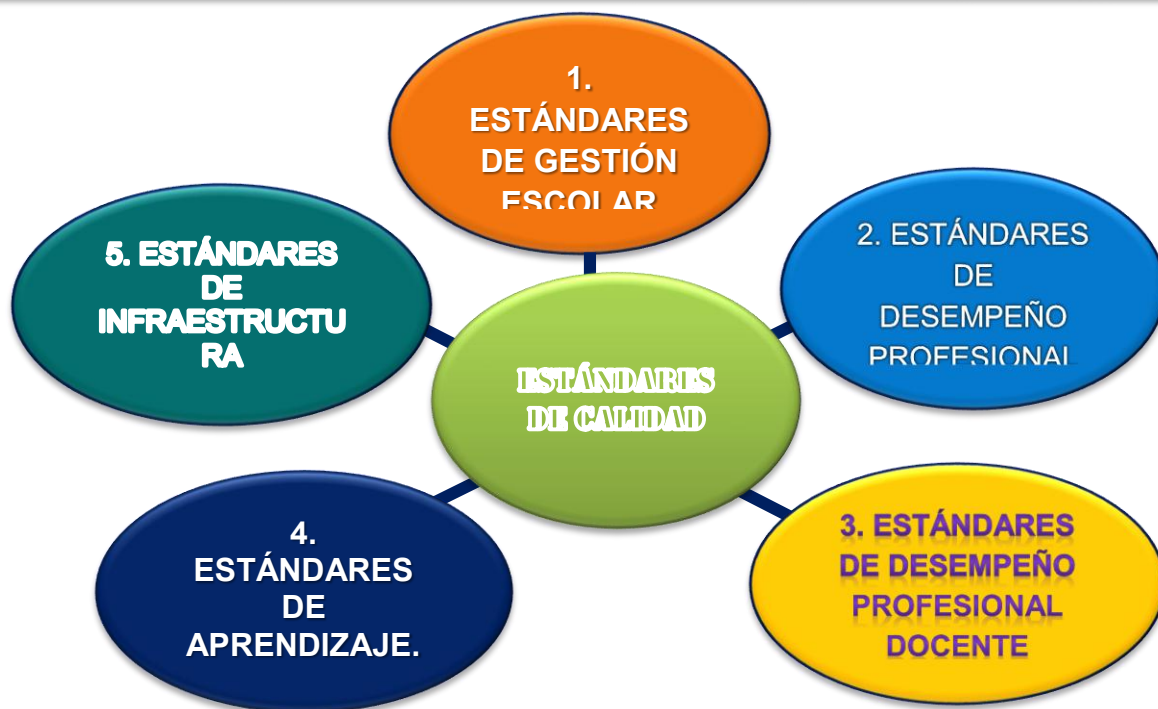 1.
ESTÁNDARES
DE GESTIÓN
ESCOLAR
2. ESTÁNDARES
DE
DESEMPEÑO
PROFESIONAL
3. ESTÁNDARES
DE DESEMPEÑO
PROFESIONAL
DOCENTE
4.
ESTÁNDARES
DE
APRENDIZAJE.
5. ESTÁNDARES
DE
INFRAESTRUCTU
RA
ESTÁNDARES
DE CALIDAD